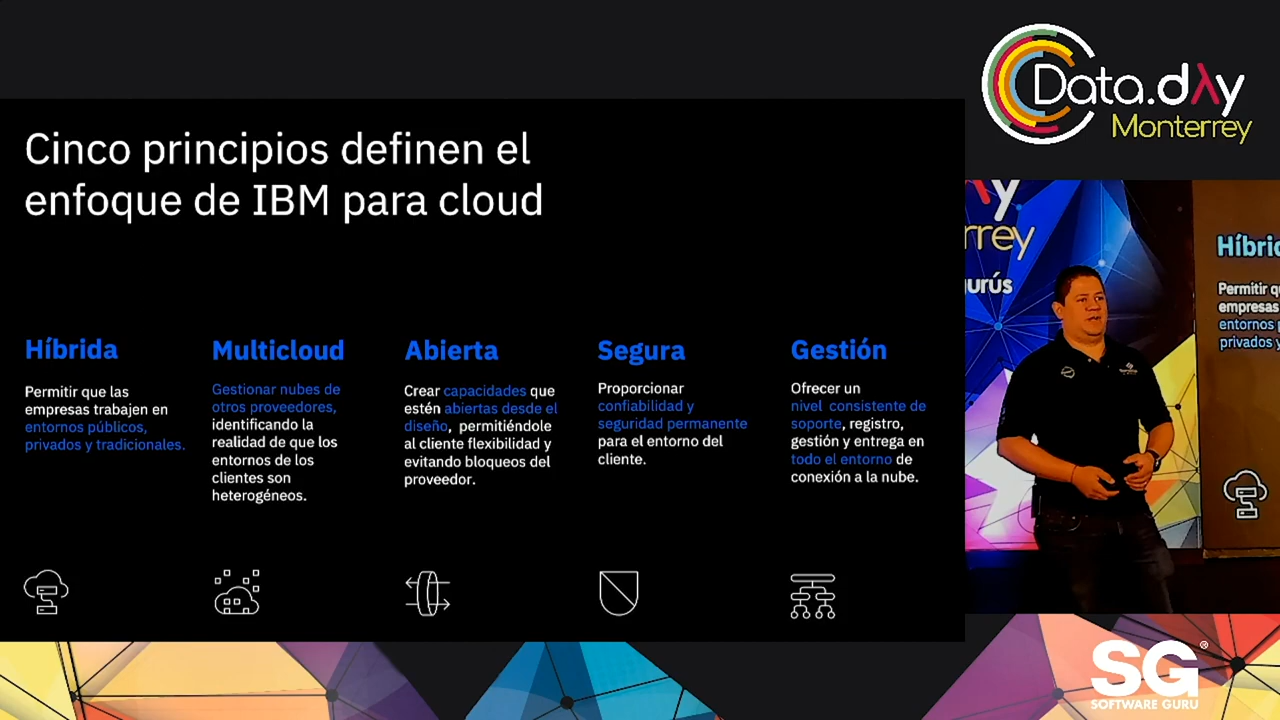 Cinco principios definen el
enfoque de IBM para cloud
Híbrida
Permitir que las
empresas trabajen en
entornos públicos,
privados y tradicionales.
Multicloud
Gestionar nubes de
otros proveedores,
identificando la
realidad de que los
entornos de los
clientes son
heterogéneos.
Abierta
Crear capacidades que
estén abiertas desde el
diseño, permitiéndole
al cliente flexibilidad y
evitando bloqueos del
proveedor.
Segura
Proporcionar
confiabilidad y
seguridad permanente
para el entorno del
cliente.
Gestión
Ofrecer un
nivel consistente de
soporte, registro,
gestión y entrega en
todo el entorno de
conexión a la nube.
Data.dλy
Monterrey
λy
rrey
urús
Híbri
Permitir q
empresas
entornos p
privados y
SG®
SOFTWARE GURU